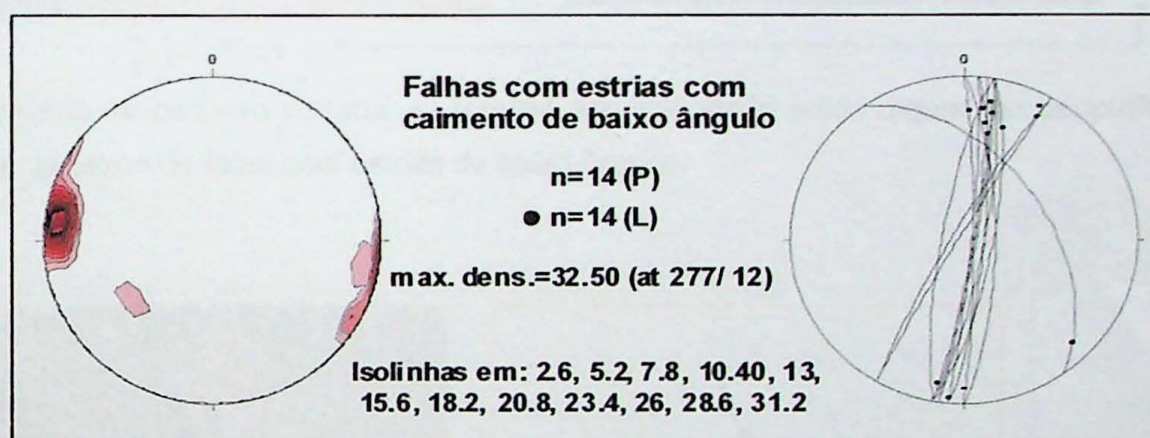 0
0
Falhas com estrias com
caimento de baixo ângulo
n=14 (P)
n=14 (L)
max. dens.=32.50 (at 277/ 12)
Isolinhas em: 2.6, 5.2, 7.8, 10.40, 13,
15.6, 18.2, 20.8, 23.4, 26, 28.6, 31.2